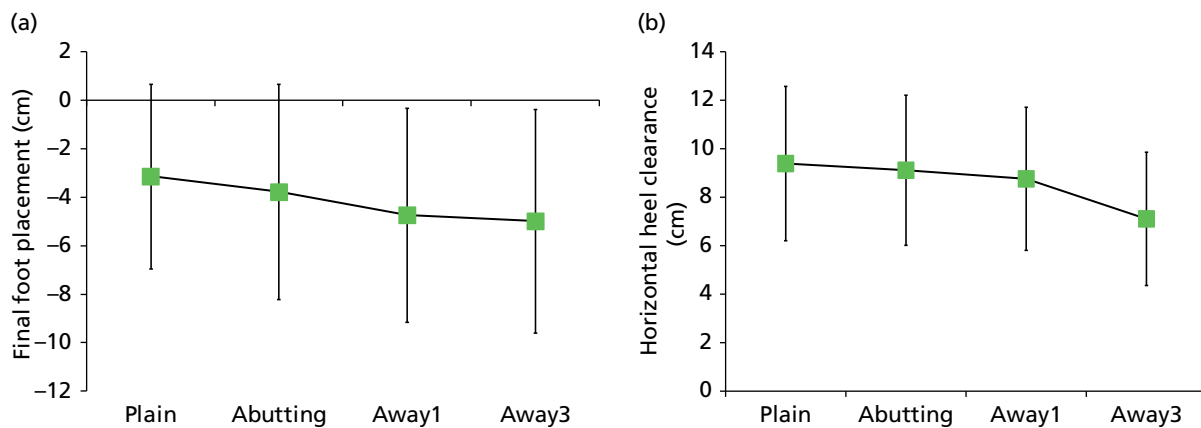 (a)
Final foot placement (cm)
2
0
–2
–4
–6
–8
–10
–12
Plain Abutting Away1 Away3
(b)
Horizontal heel clearance
(cm)
14
12
10
8
6
4
2
0
Plain Abutting Away1 Away3